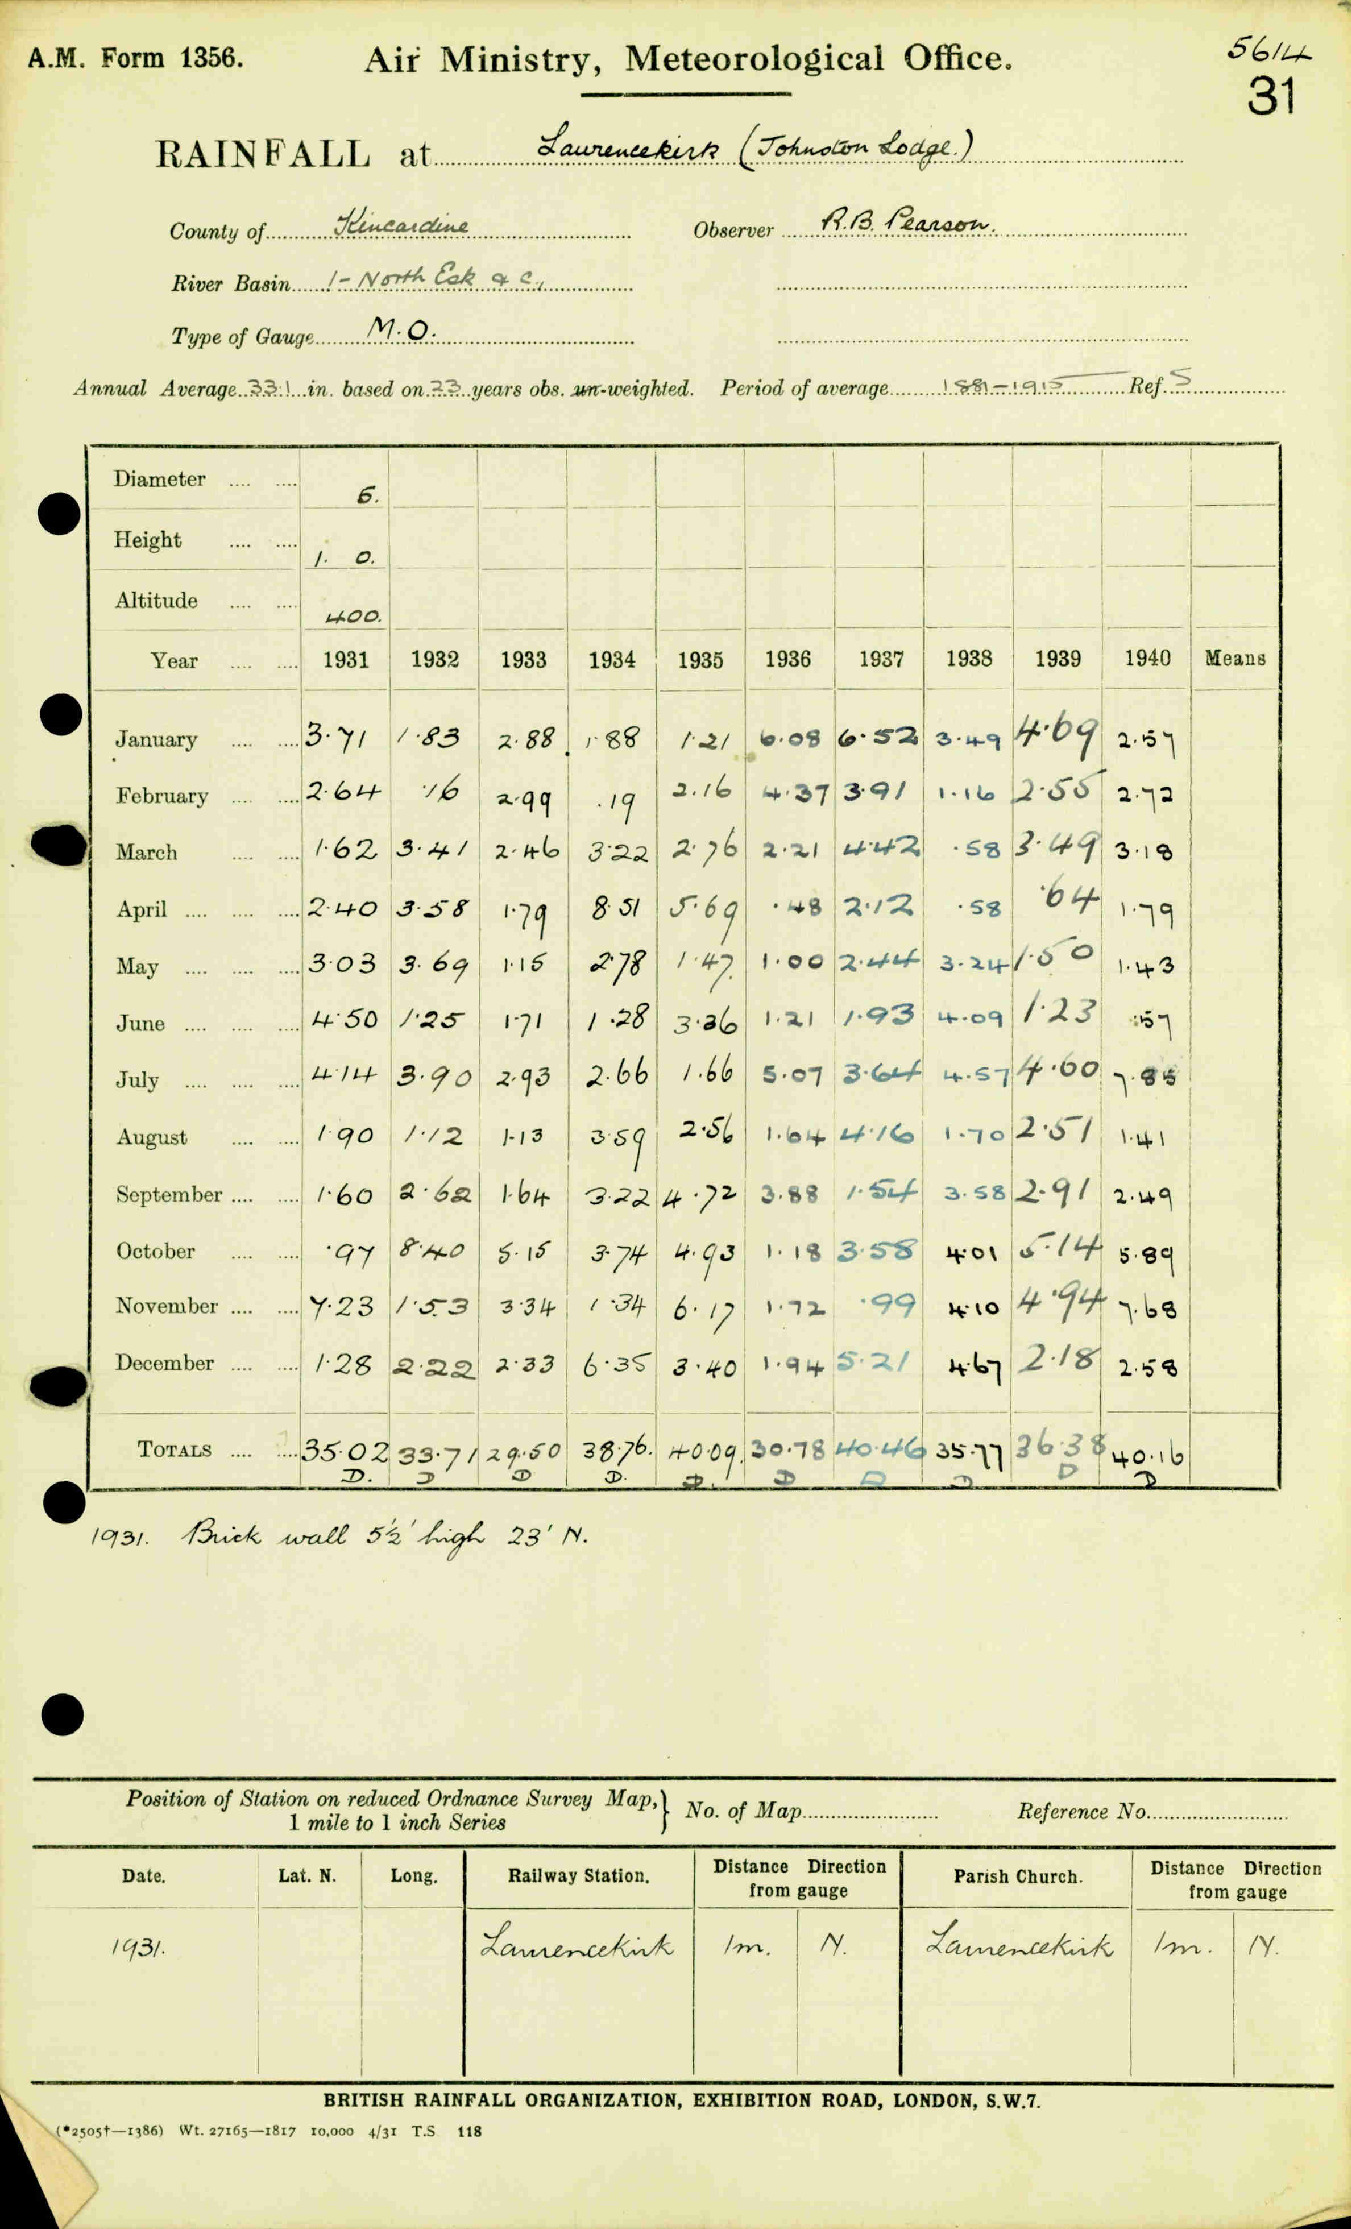 A.M. Form 1356. Air Ministry, Meteorological Office. 5614
31
RAINFALL at Laurencekirk (Johnston Lodge.)
County of Kincardine Observer R.B. Pearson.
River Basin 1 - North Esk & c.,
Type of Gauge M.O.
Annual Average 33.1 in. based on 23 years obs. un-weighted. Period of average 1881-1915 Ref. S
Diameter 5.
Height 1. 0.
Altitude 400.
Year 1931 1932 1933 1934 1935 1936 1937 1938 1939 1940 Means
January 3.71 1.83 2.88 1.88 1.21 6.08 6.52 3.49 4.69 2.57
February 2.64 .16 2.99 .19 2.16 4.37 3.91 1.16 2.55 2.72
March 1.62 3.41 2.46 3.22 2.76 2.21 4.42 .58 3.49 3.18
April 2.40 3.58 1.79 8.51 5.69 .48 2.12 .58 .64 1.79
May 3.03 3.69 1.15 2.78 1.47 1.00 2.44 3.24 1.50 1.43
June 4.50 1.25 1.71 1.28 3.36 1.21 1.93 4.09 1.23 .57
July 4.14 3.90 2.93 2.66 1.66 5.07 3.64 4.57 4.60 7.85
August 1.90 1.12 1.13 3.59 2.56 1.64 4.16 1.70 2.51 1.41
September 1.60 2.62 1.64 3.22 4.72 3.88 1.54 3.58 2.91 2.49
October .97 8.40 5.15 3.74 4.93 1.18 3.58 4.01 5.14 5.89
November 7.23 1.53 3.34 1.34 6.17 1.72 .99 4.10 4.94 7.68
December 1.28 2.22 2.33 6.35 3.40 1.94 5.21 4.67 2.18 2.58
TOTALS 35.02 33.71 29.50 38.76. 40.09. 30.78 40.46 35.77 36.38 40.16
D. D D D. D. D D D D D
1931. Brick wall 5½' high 23' N.
Position of Station on reduced Ordnance Survey Map, } No. of Map Reference No.
1 mile to 1 inch Series
Date. Lat. N. Long. Railway Station. Distance Direction from gauge Parish Church. Distance Direction from gauge
1931. Laurencekirk 1m. N. Laurencekirk 1m. N.
BRITISH RAINFALL ORGANIZATION, EXHIBITION ROAD, LONDON, S.W.7.
(*2505†—1386) Wt. 27165—1817 10,000 4/31 T.S 118